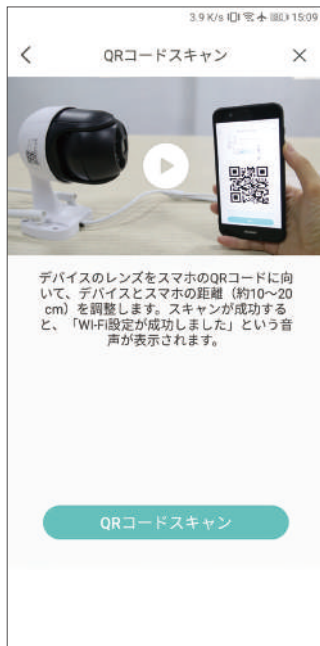 3.9 K/s 15:09
QRコードスキャン
デバイスのレンズをスマホのQRコードに向
いて、デバイスとスマホの距離（約10～20
cm）を調整します。スキャンが成功する
と、「Wi-Fi設定が成功しました」という音
声が表示されます。
QRコードスキャン